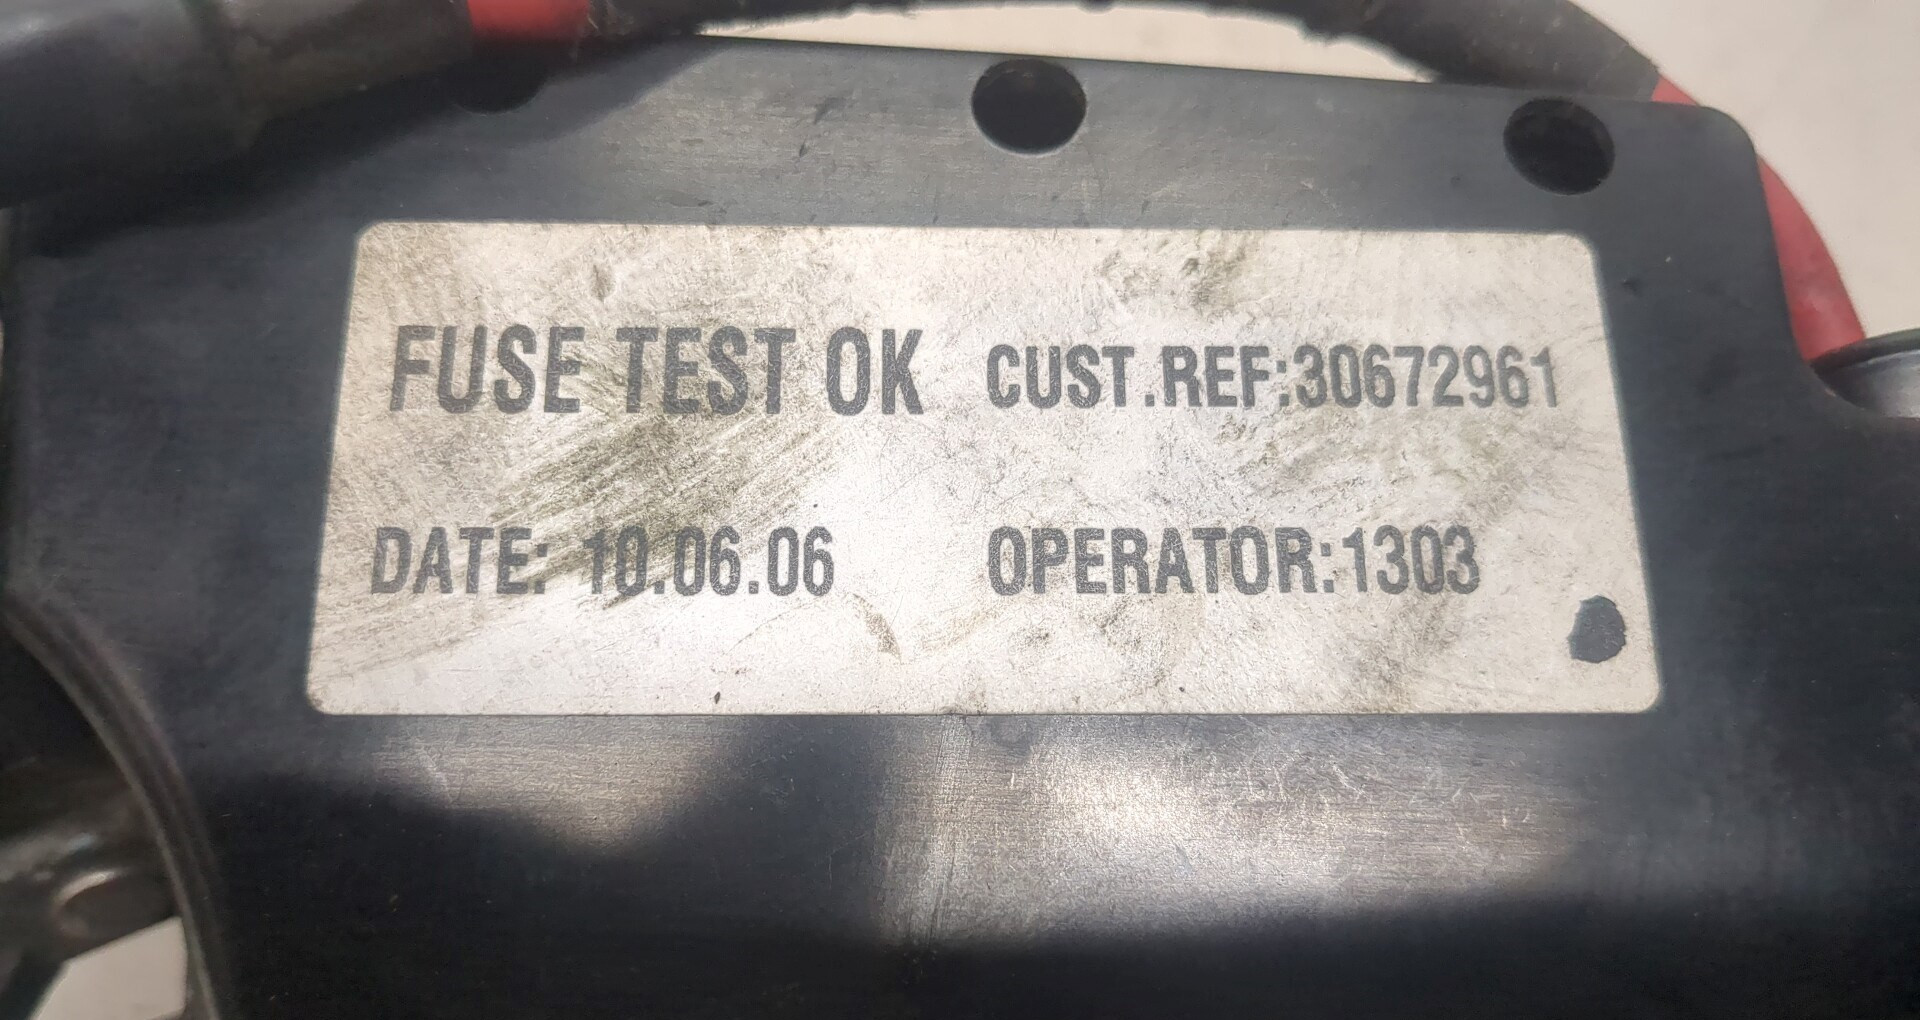 FUSE TEST OK CUST.REF:30672961
DATE: 10.06.06 OPERATOR:1303